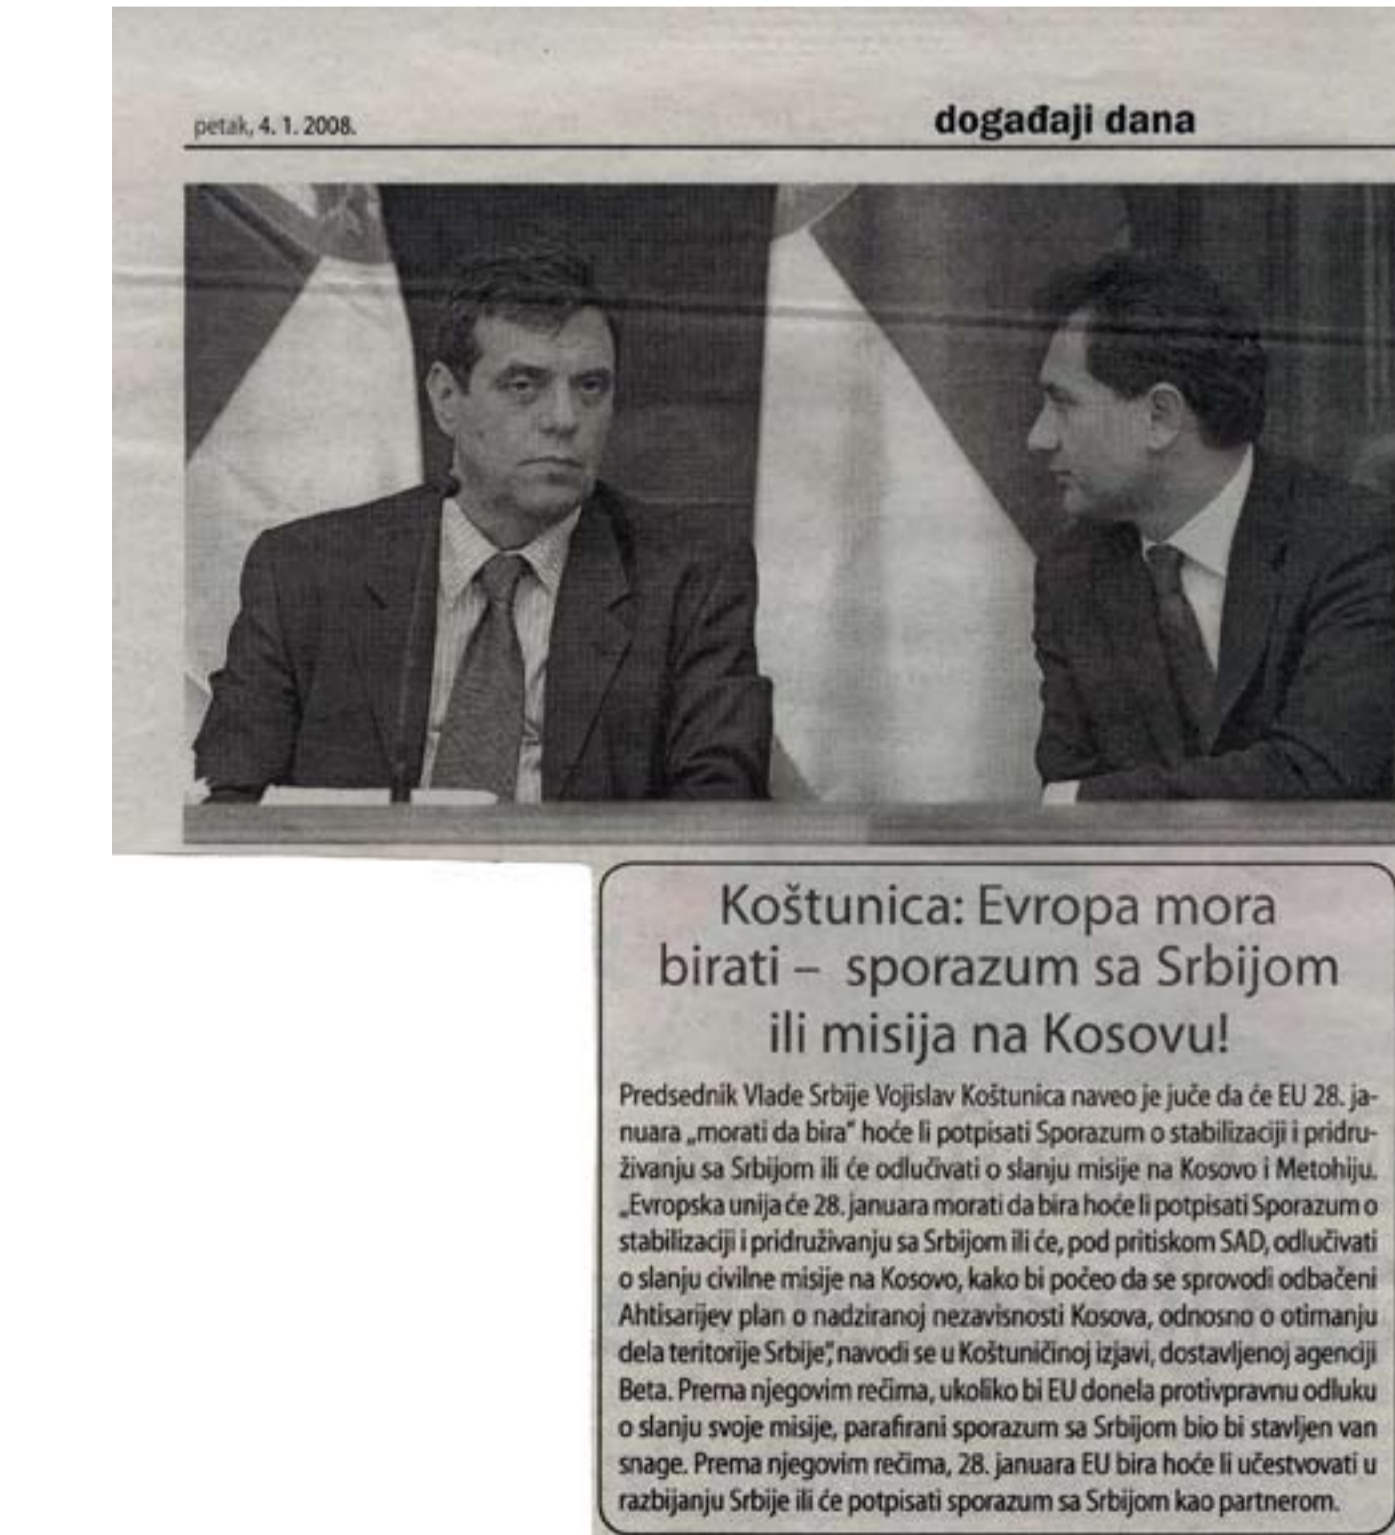 petak, 4. 1. 2008.
događaji dana
Koštunica: Evropa mora
birati – sporazum sa Srbijom
ili misija na Kosovu!
Predsednik Vlade Srbije Vojislav Koštunica naveo je juče da će EU 28. ja-
nuara „morati da bira" hoće li potpisati Sporazum o stabilizaciji i pridru-
živanju sa Srbijom ili će odlučivati o slanju misije na Kosovo i Metohiju.
„Evropska unija će 28. januara morati da bira hoće li potpisati Sporazum o
stabilizaciji i pridruživanju sa Srbijom ili će, pod pritiskom SAD, odlučivati
o slanju civilne misije na Kosovo, kako bi počeo da se sprovodi odbačeni
Ahtisarijev plan o nadziranoj nezavisnosti Kosova, odnosno o otimanju
dela teritorije Srbije", navodi se u Koštuničinoj izjavi, dostavljenoj agenciji
Beta. Prema njegovim rečima, ukoliko bi EU donela protivpravnu odluku
o slanju svoje misije, parafirani sporazum sa Srbijom bio bi stavljen van
snage. Prema njegovim rečima, 28. januara EU bira hoće li učestvovati u
razbijanju Srbije ili će potpisati sporazum sa Srbijom kao partnerom.